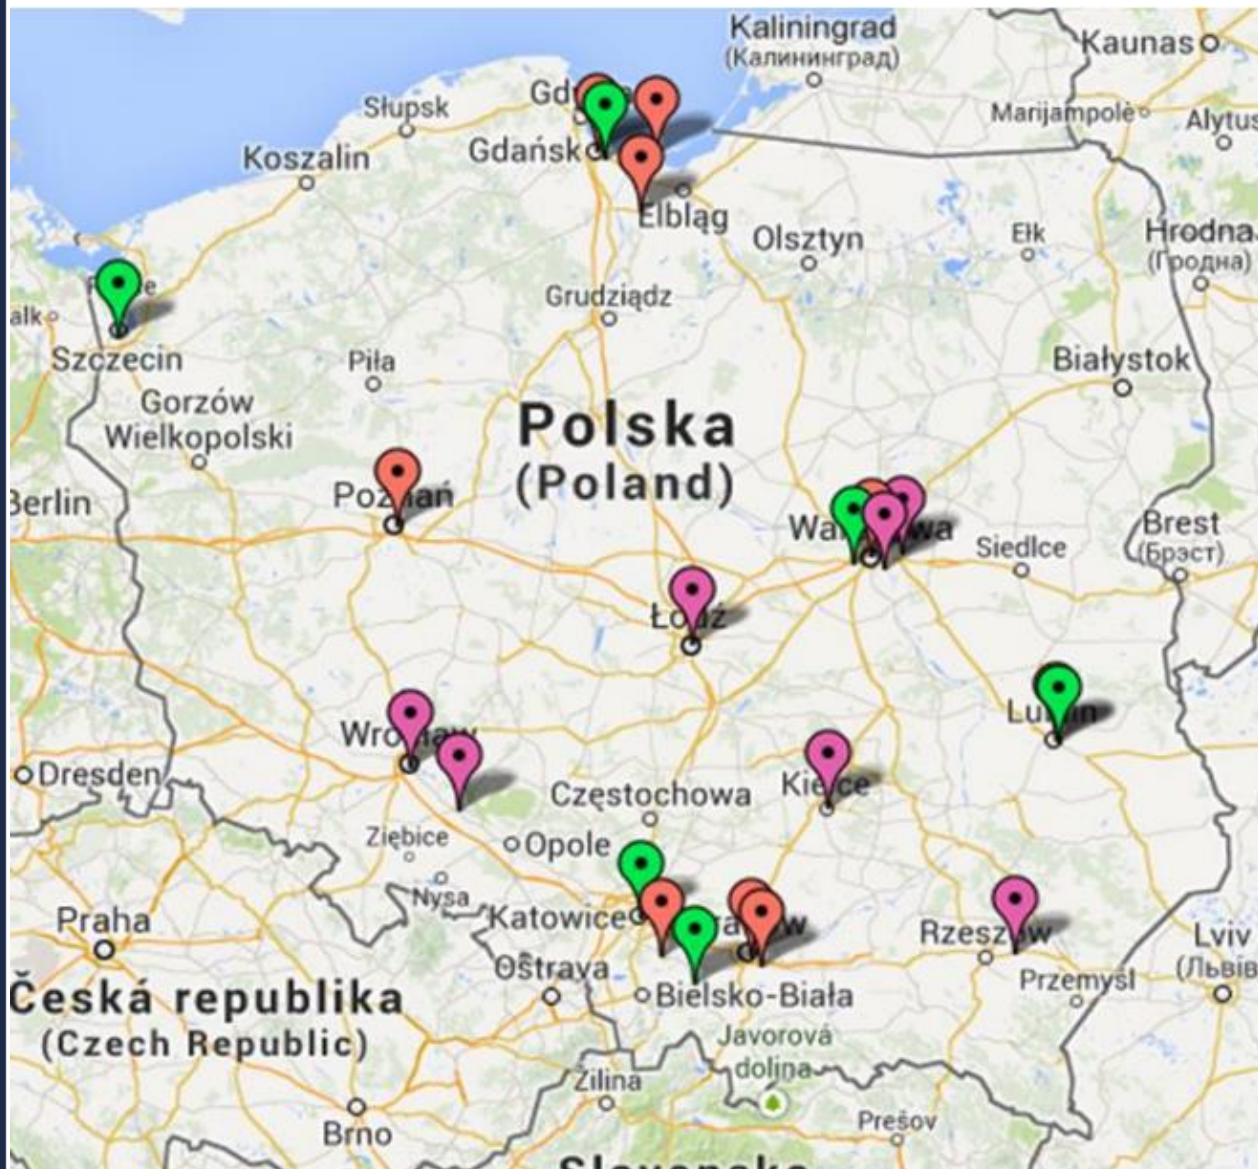 Kaliningrad
(Калининград)
Kaunas
Słupsk
Marijampolė
Alytus
Koszalin
Gdańsk
Elbląg
Olsztyn
Ełk
Hrodna
(Гродна)
Grudziądz
Szczecin
Piła
Białystok
Gorzów
Wielkopolski
Polska
(Poland)
Berlin
Siedlce
Brest
(Брэст)
Dresden
Częstochowa
Ziębice
Opole
Nysa
Praha
Katowice
Lviv
(Львів
Ostrava
Przemyśl
Česká republika
(Czech Republic)
Bielsko-Biała
Javorová
dolina
Žilina
Prešov
Brno